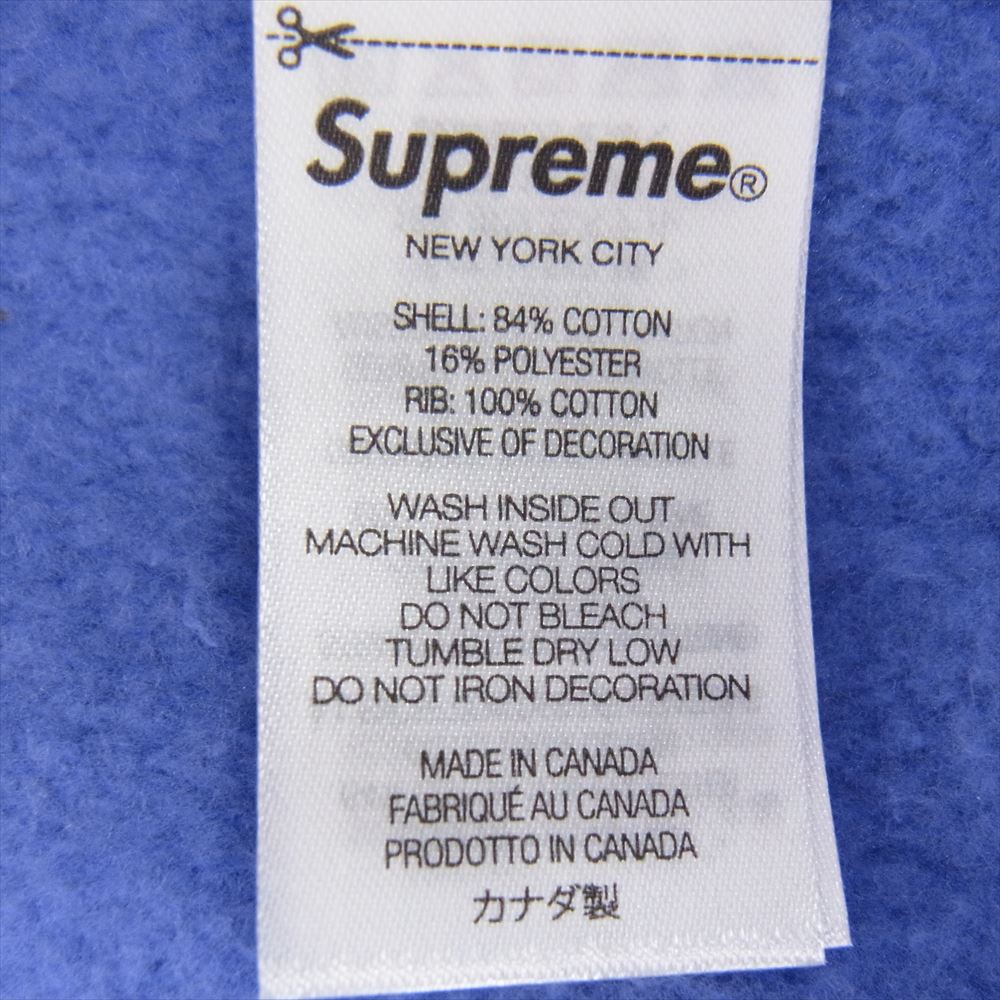 Supreme®
NEW YORK CITY
SHELL: 84% COTTON
16% POLYESTER
RIB: 100% COTTON
EXCLUSIVE OF DECORATION
WASH INSIDE OUT
MACHINE WASH COLD WITH
LIKE COLORS
DO NOT BLEACH
TUMBLE DRY LOW
DO NOT IRON DECORATION
MADE IN CANADA
FABRIQUÉ AU CANADA
PRODOTTO IN CANADA
カナダ製